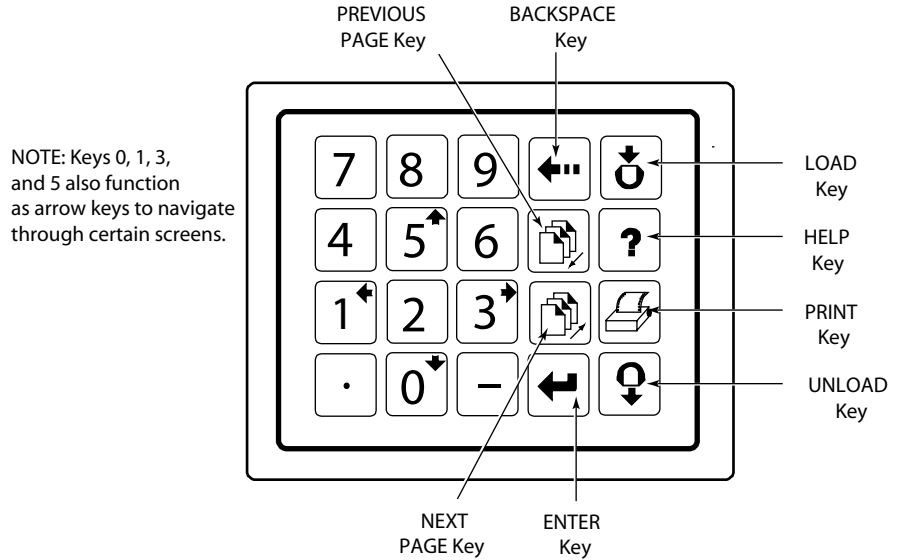 PREVIOUS
PAGE Key
BACKSPACE
Key
NOTE: Keys 0, 1, 3,
and 5 also function
as arrow keys to navigate
through certain screens.
7 8 9
LOAD
Key
4 5 6 ?
HELP
Key
1 2 3
PRINT
Key
. 0 –
UNLOAD
Key
NEXT
PAGE Key
ENTER
Key